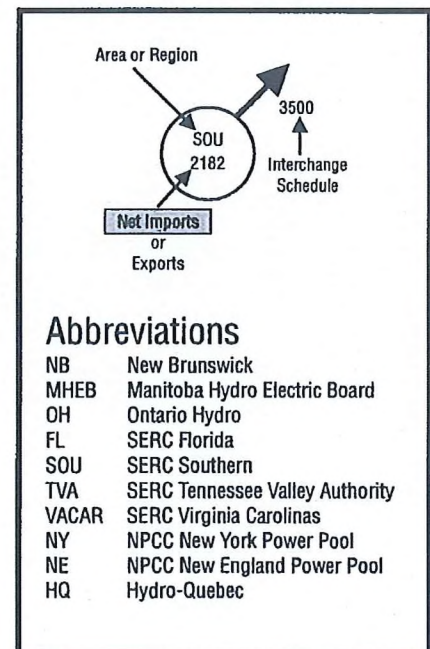 Area or Region
3500
SOU
2182
Interchange
Schedule
Net Imports
or
Exports
Abbreviations
NB New Brunswick
MHEB Manitoba Hydro Electric Board
OH Ontario Hydro
FL SERC Florida
SOU SERC Southern
TVA SERC Tennessee Valley Authority
VACAR SERC Virginia Carolinas
NY NPCC New York Power Pool
NE NPCC New England Power Pool
HQ Hydro-Quebec